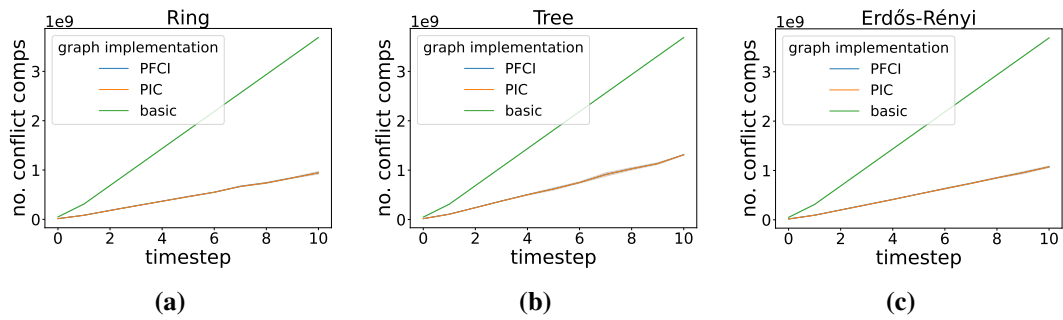 Ring
1e9
graph implementation
PFCI
PIC
basic
no. conflict comps
3
2
1
0
0 2 4 6 8 10
timestep
(a)
Tree
1e9
graph implementation
PFCI
PIC
basic
no. conflict comps
3
2
1
0
0 2 4 6 8 10
timestep
(b)
Erdős-Rényi
1e9
graph implementation
PFCI
PIC
basic
no. conflict comps
3
2
1
0
0 2 4 6 8 10
timestep
(c)